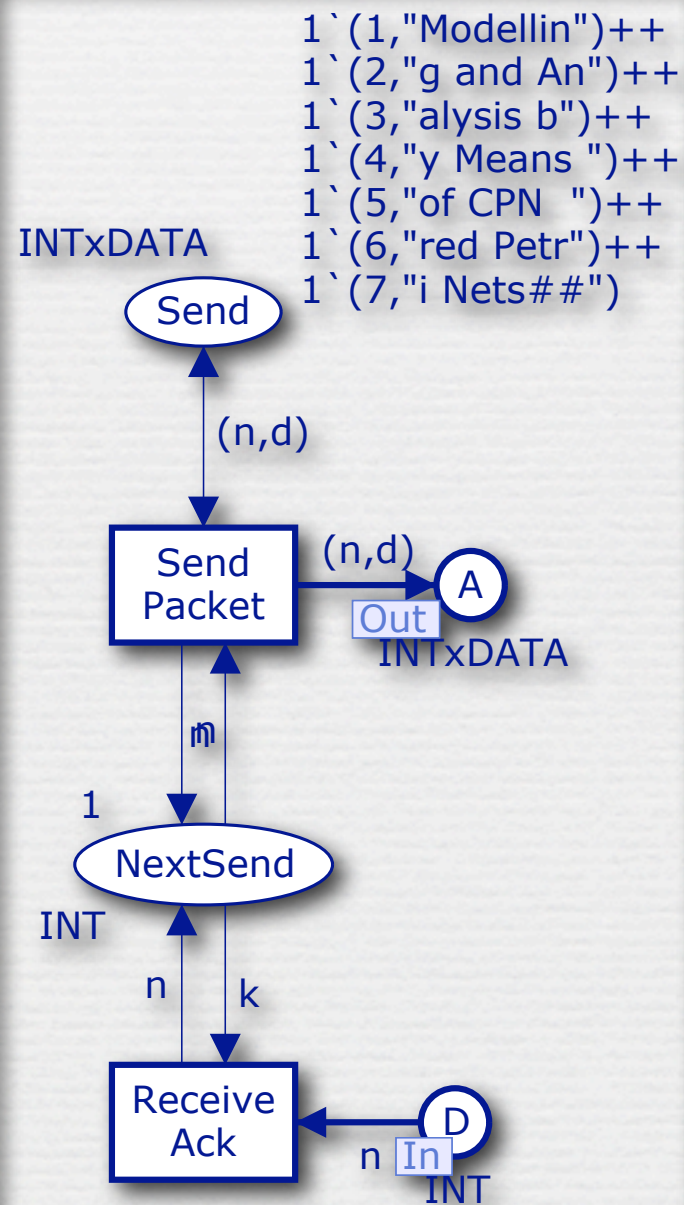 1`(1,"Modellin")++
1`(2,"g and An")++
1`(3,"alysis b")++
1`(4,"y Means ")++
1`(5,"of CPN  ")++
1`(6,"red Petr")++
1`(7,"i Nets##")
INTxDATA
Send
(n,d)
Send
Packet
(n,d)
A
Out
INTxDATA
n
n
1
NextSend
INT
n
k
Receive
Ack
D
n
In
INT